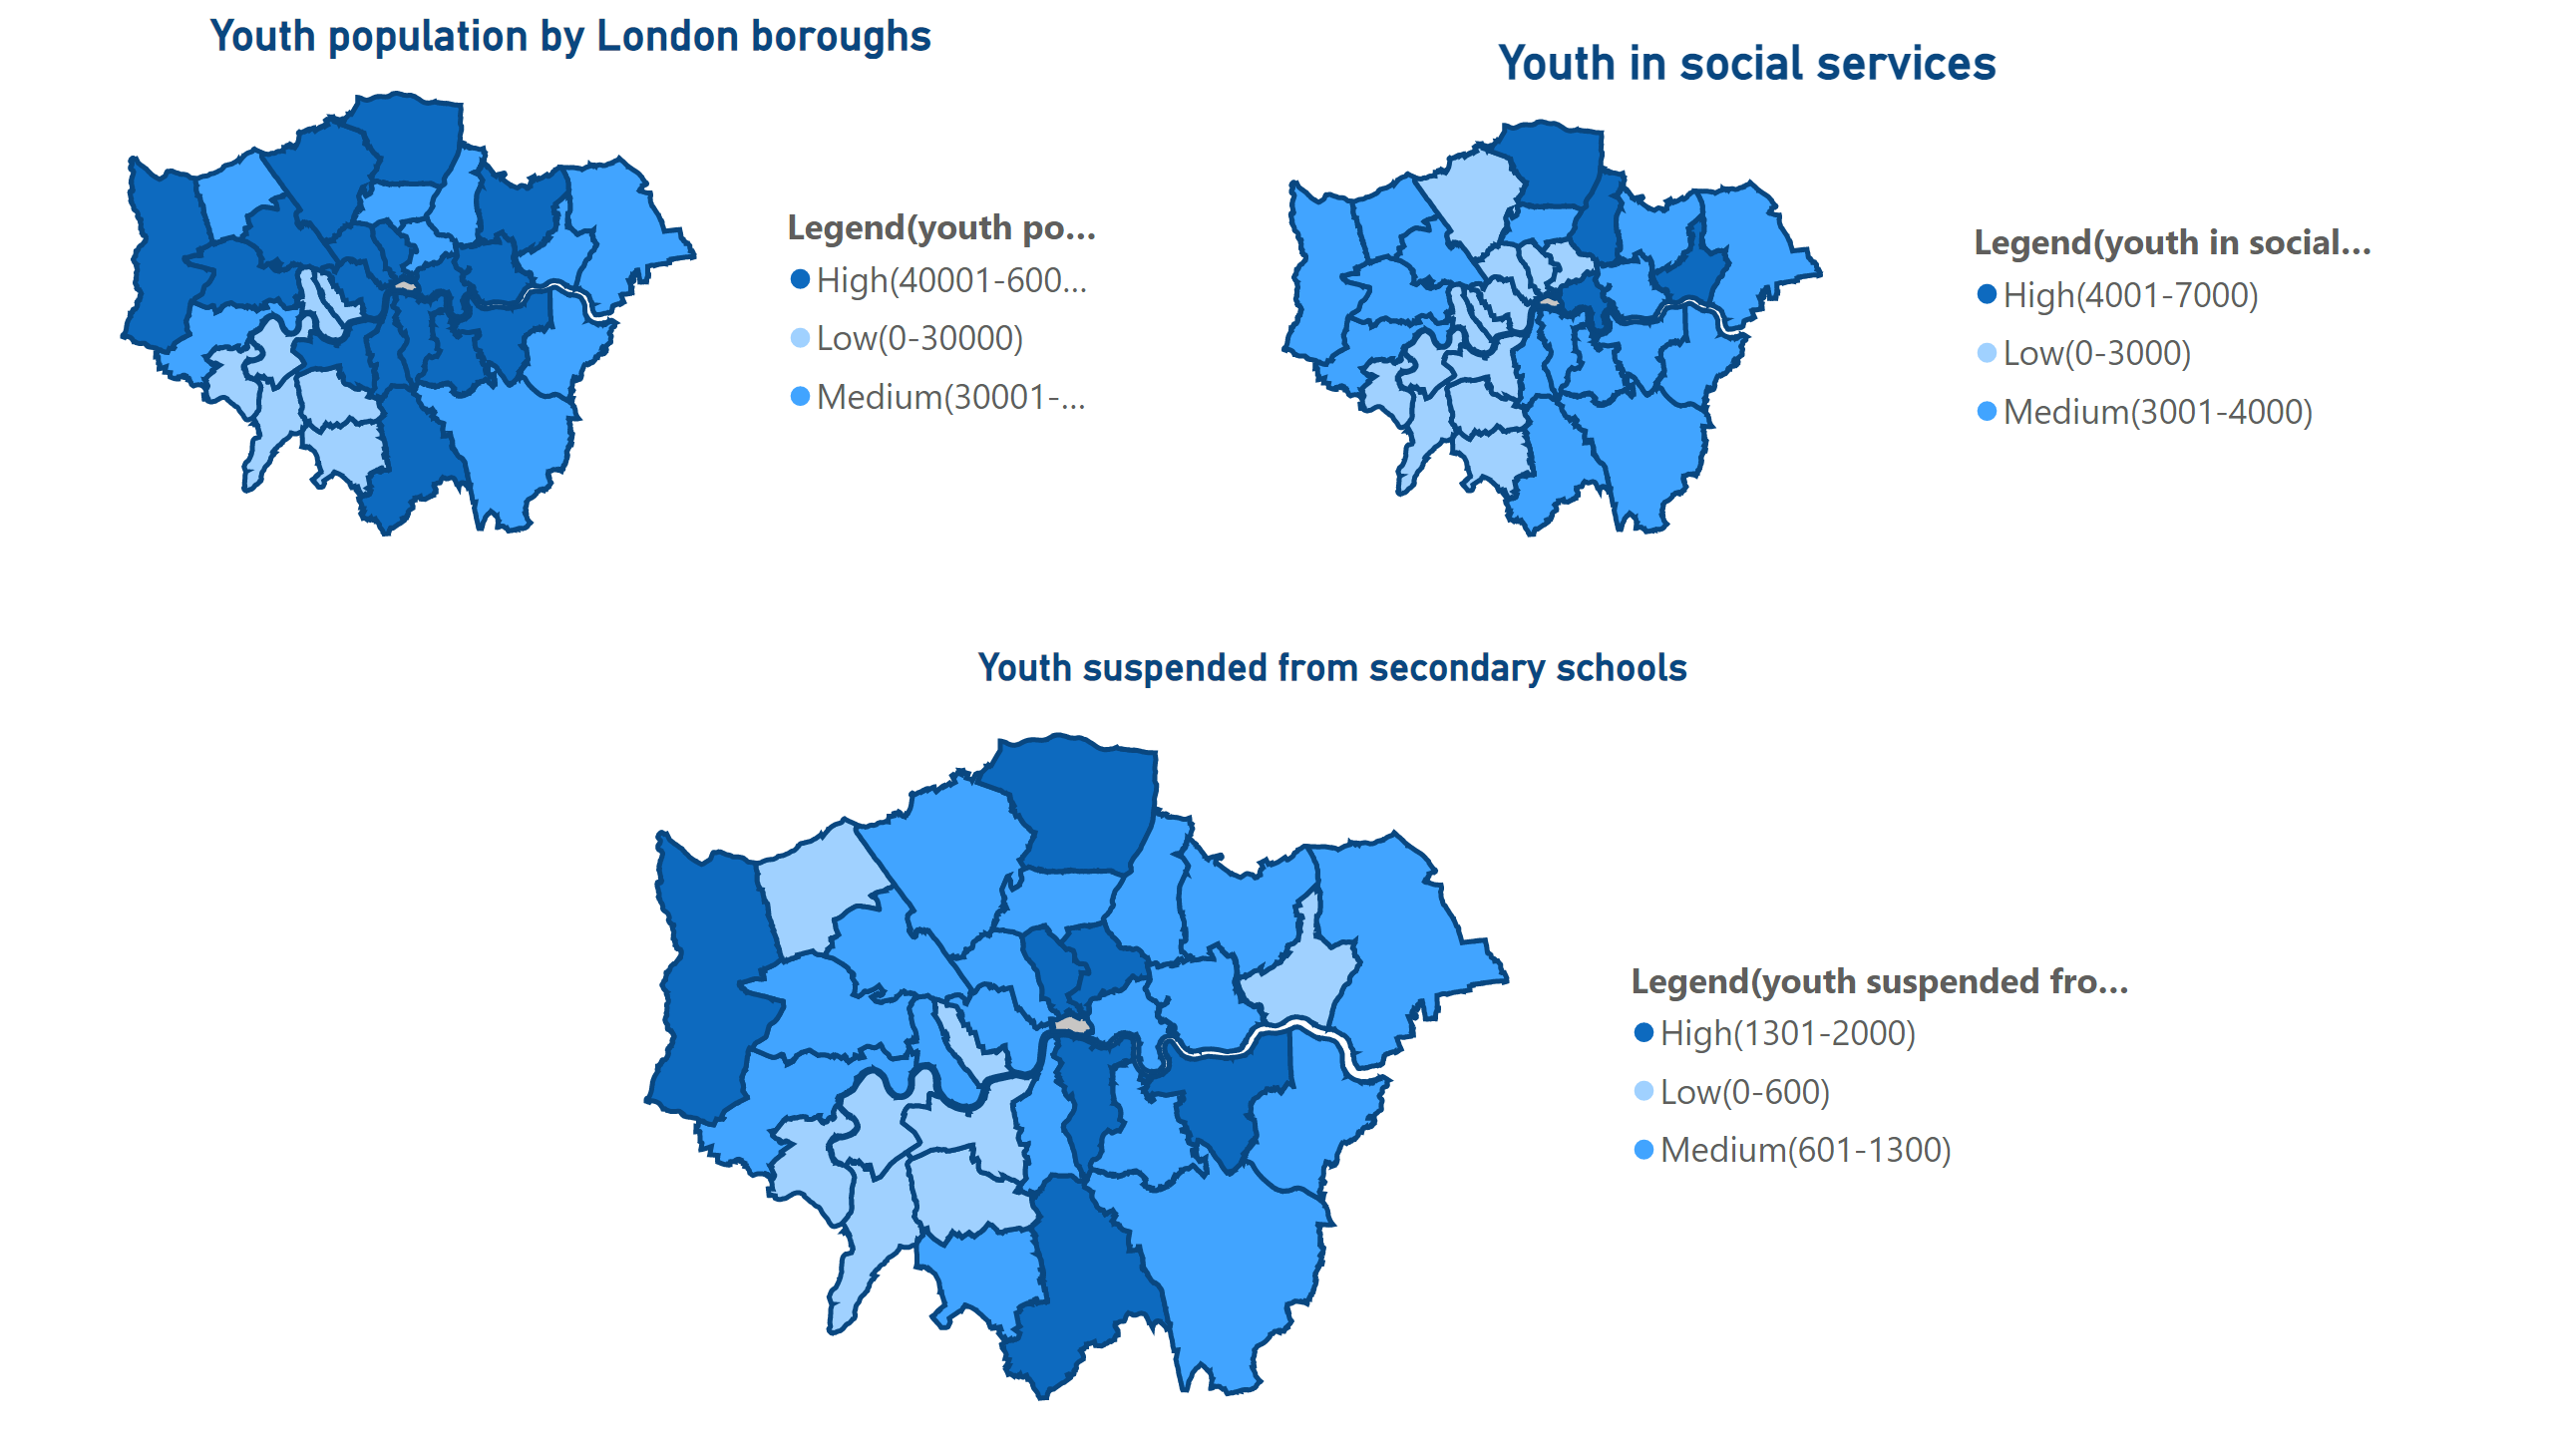 Youth population by London boroughs
Legend(youth po...
High(40001-600...
Low(0-30000)
Medium(30001-...
Youth in social services
Legend(youth in social...
High(4001-7000)
Low(0-3000)
Medium(3001-4000)
Youth suspended from secondary schools
Legend(youth suspended fro...
High(1301-2000)
Low(0-600)
Medium(601-1300)